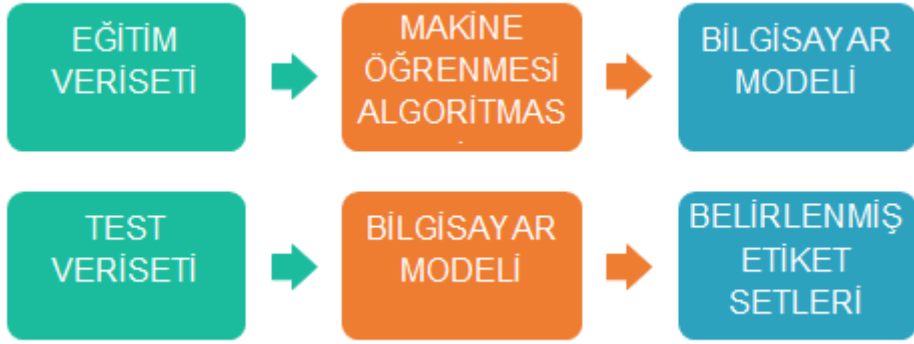 EĞİTİM
VERİSETİ
MAKİNE
ÖĞRENMESİ
ALGORİTMAS
BİLGİSAYAR
MODELİ
TEST
VERİSETİ
BİLGİSAYAR
MODELİ
BELİRLENMİŞ
ETİKET
SETLERİ